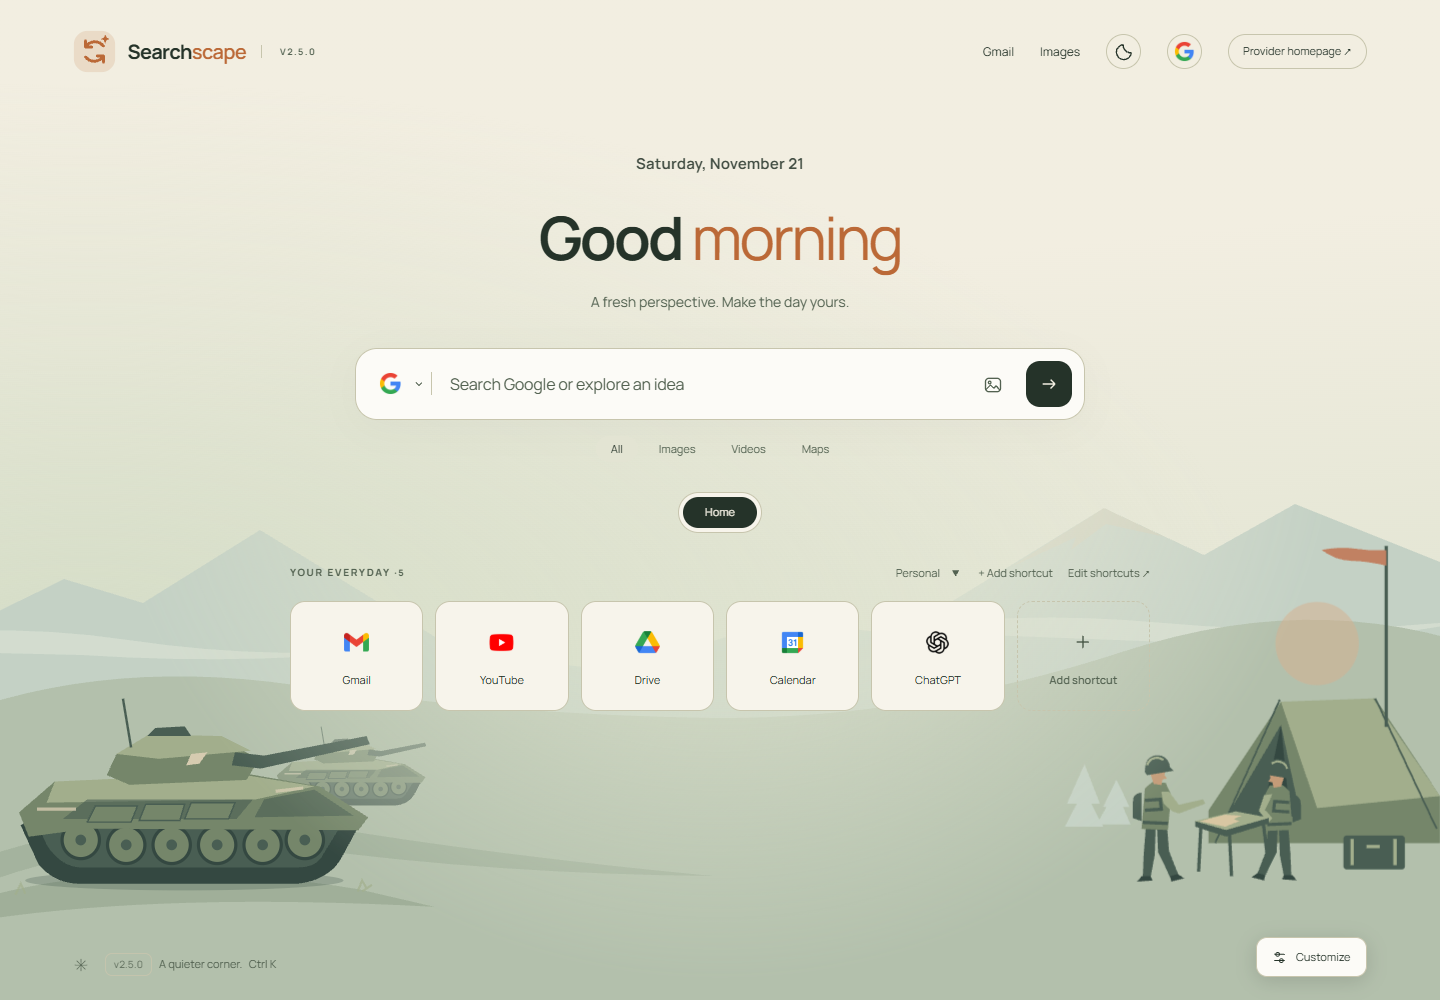 Searchscape V2.5.0
Gmail Images Provider homepage ↗
Saturday, November 21
Good morning
A fresh perspective. Make the day yours.
Search Google or explore an idea
All Images Videos Maps
Home
YOUR EVERYDAY ·5
Personal ▼ + Add shortcut Edit shortcuts ↗
31
Gmail YouTube Drive Calendar ChatGPT Add shortcut
v2.5.0 A quieter corner. Ctrl K
Customize